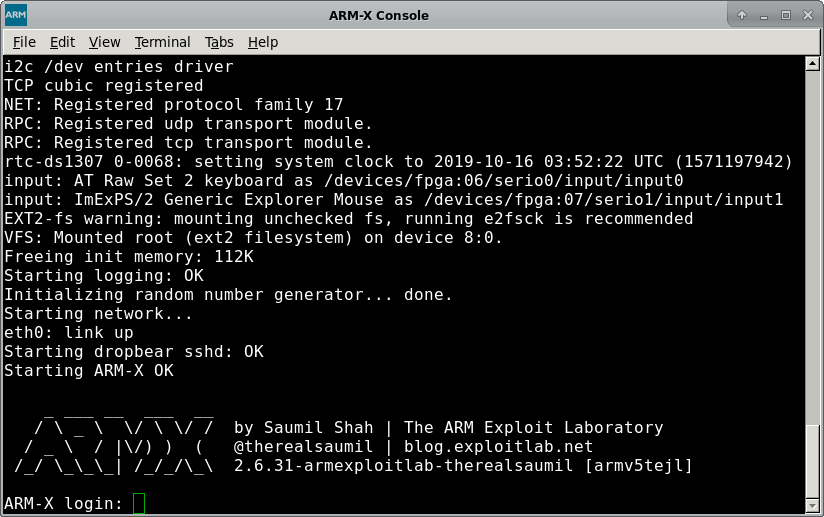 ARM
ARM-X Console
File Edit View Terminal Tabs Help
i2c /dev entries driver
TCP cubic registered
NET: Registered protocol family 17
RPC: Registered udp transport module.
RPC: Registered tcp transport module.
rtc-ds1307 0-0068: setting system clock to 2019-10-16 03:52:22 UTC (1571197942)
input: AT Raw Set 2 keyboard as /devices/fpga:06/serio0/input/input0
input: ImExPS/2 Generic Explorer Mouse as /devices/fpga:07/serio1/input/input1
EXT2-fs warning: mounting unchecked fs, running e2fsck is recommended
VFS: Mounted root (ext2 filesystem) on device 8:0.
Freeing init memory: 112K
Starting logging: OK
Initializing random number generator... done.
Starting network...
eth0: link up
Starting dropbear sshd: OK
Starting ARM-X OK
    _ ___ __  ___  __
   / \ _ \  \/ \ \/ /  by Saumil Shah | The ARM Exploit Laboratory
  / _ \  / |\/) )  (   @therealsaumil | blog.exploitlab.net
 /_/ \_\_\_| /_/_/\_\  2.6.31-armexploitlab-therealsaumil [armv5tejl]
ARM-X login: